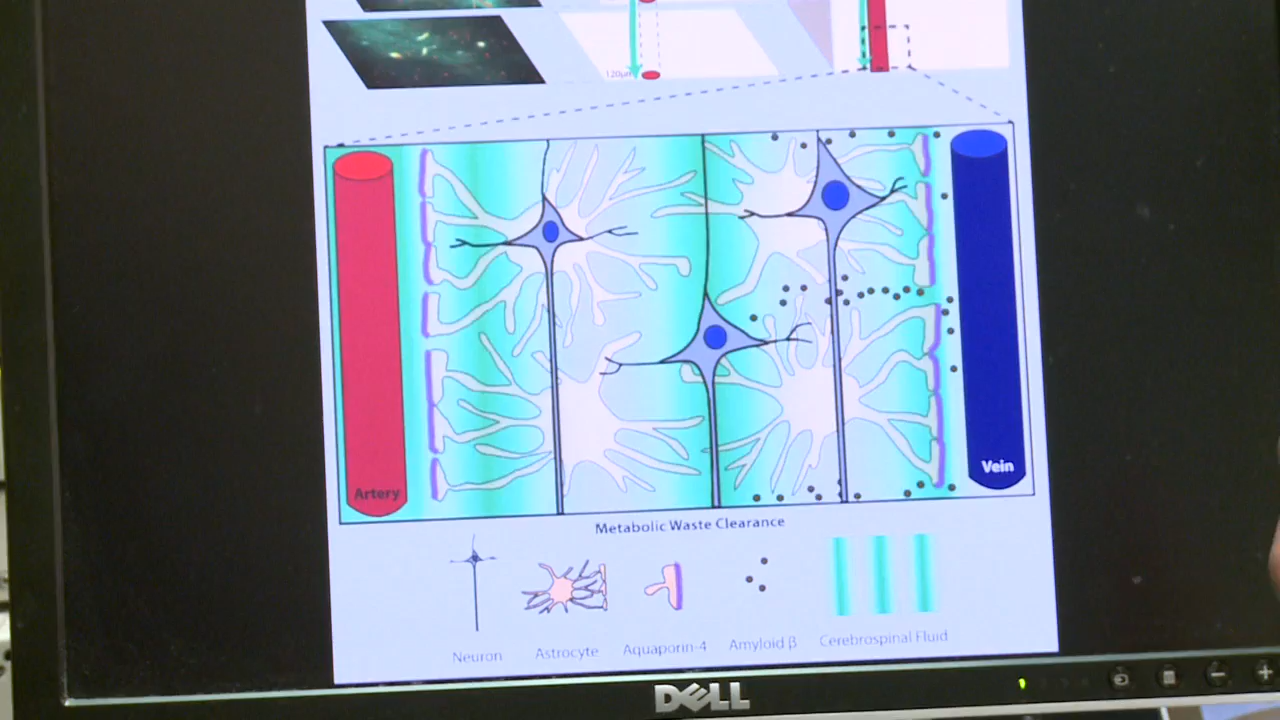 120µm
Artery
Vein
Metabolic Waste Clearance
Neuron Astrocyte Aquaporin-4 Amyloid β Cerebrospinal Fluid
DELL